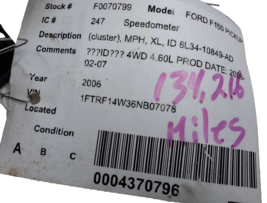 Stock # F0070799 Model FORD F150 PICKUP
IC # 247 Speedometer
Description (cluster), MPH, XL, ID 6L34-10849-AD
Comments ???ID??? 4WD 4.60L PROD DATE: 2006-
02-07
Year 2006
VIN 1FTRF14W36NB07078
Located
Condition
134,216
Miles
A B C
0004370796